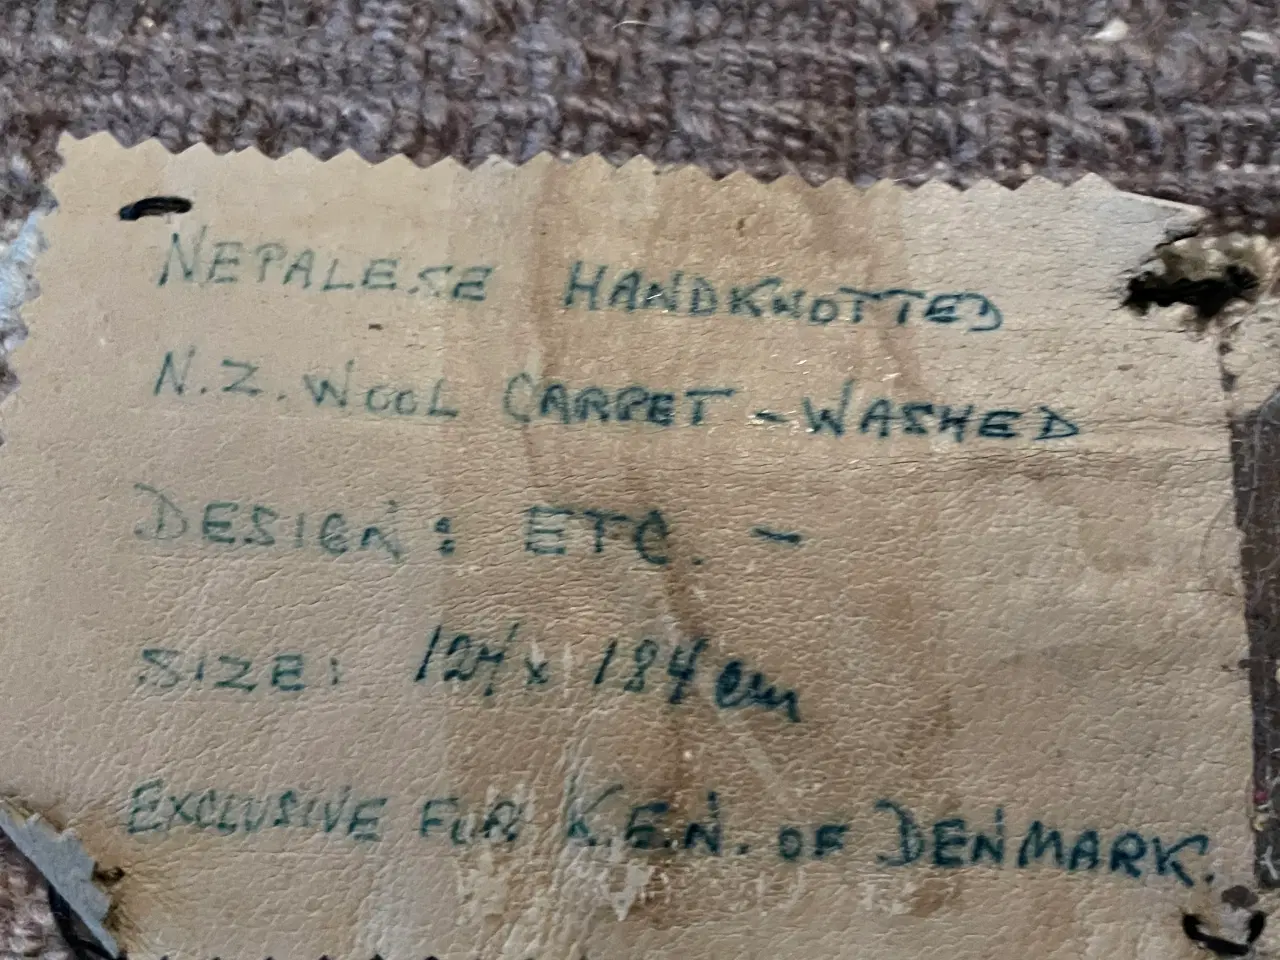 NEPALESE HANDKNOTTED
N.Z. WOOL CARPET - WASHED
DESIGN: ETC. -
SIZE: 124 x 184 cm
EXCLUSIVE FOR K.E.N. OF DENMARK.